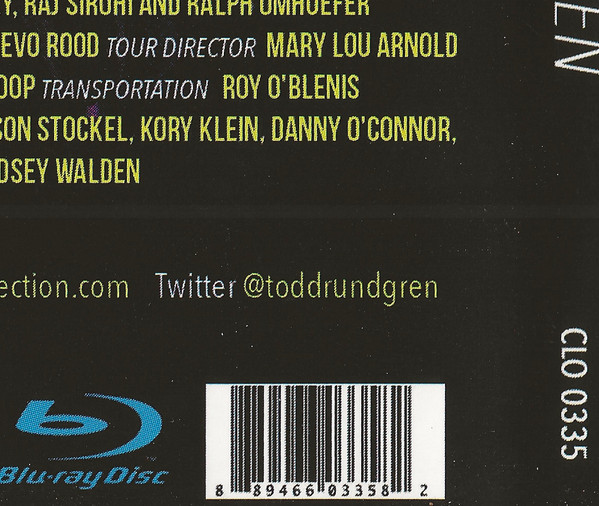 Y, RAJ SIROHI AND RALPH UMHOEFER
EVO ROOD TOUR DIRECTOR MARY LOU ARNOLD
OOP TRANSPORTATION ROY O'BLENIS
SON STOCKEL, KORY KLEIN, DANNY O'CONNOR,
DSEY WALDEN
ection.com Twitter @toddrundgren
Blu-ray Disc
8 89466 03358 2
EN
CLO 0335